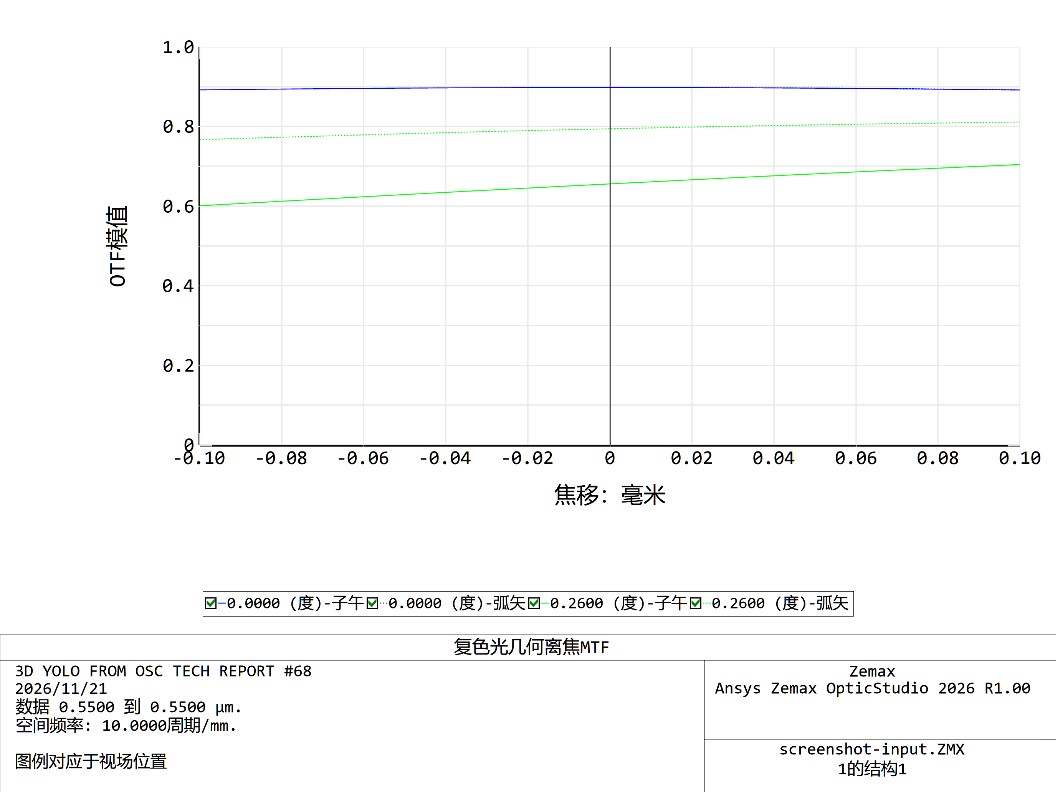 1.0
0.8
0.6
0.4
0.2
0
OTF模值
-0.10 -0.08 -0.06 -0.04 -0.02 0 0.02 0.04 0.06 0.08 0.10
焦移: 毫米
0.0000 (度)-子午 0.0000 (度)-弧矢 0.2600 (度)-子午 0.2600 (度)-弧矢
复色光几何离焦MTF
3D YOLO FROM OSC TECH REPORT #68
2026/11/21
数据 0.5500 到 0.5500 µm.
空间频率: 10.0000周期/mm.
图例对应于视场位置
Zemax
Ansys Zemax OpticStudio 2026 R1.00
screenshot-input.ZMX
1的结构1